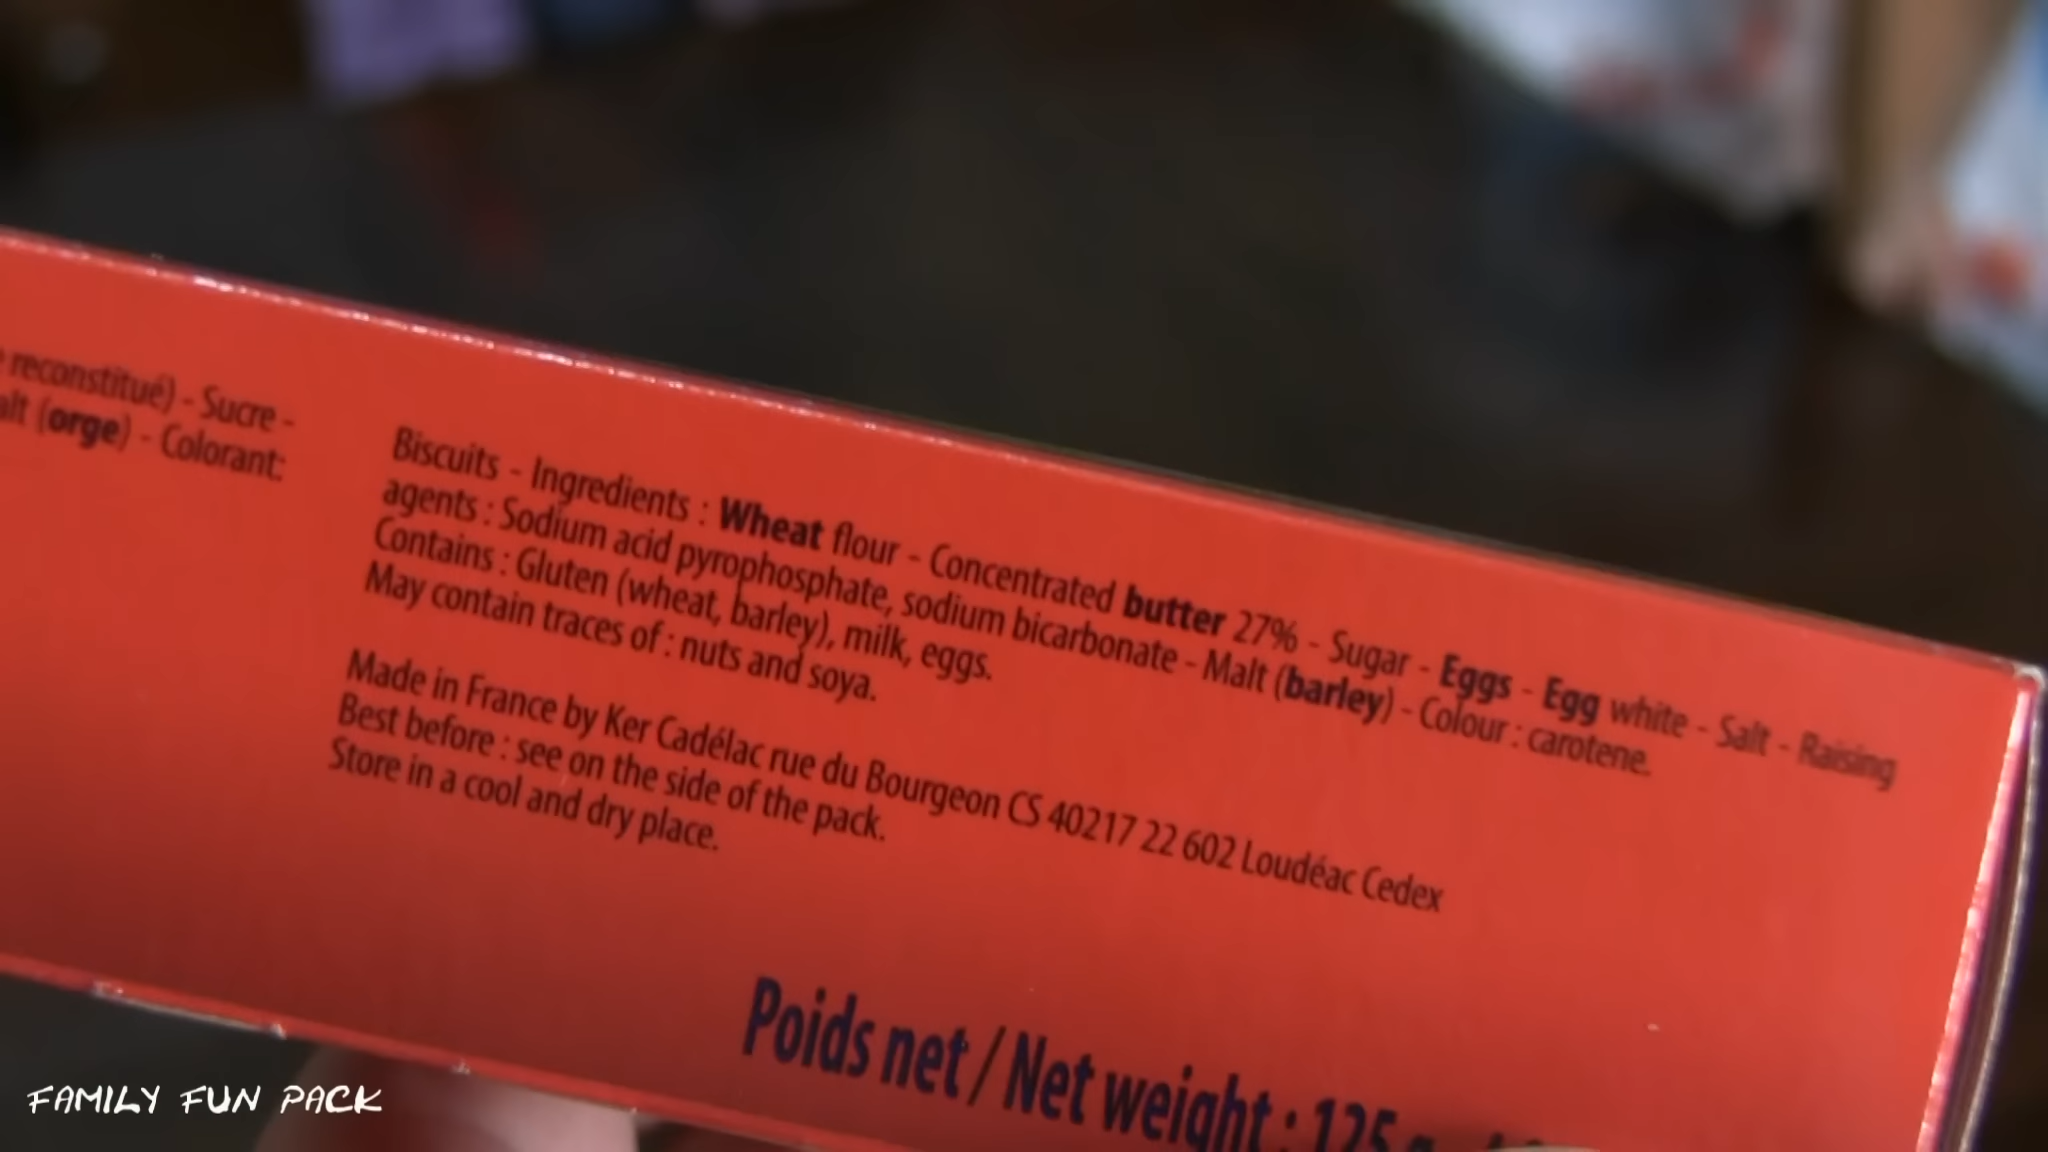 reconstitué) - Sucre -
(orge) - Colorant:
Biscuits - Ingredients : Wheat flour - Concentrated butter 27% - Sugar - Eggs - Egg white - Salt - Raising
agents : Sodium acid pyrophosphate, sodium bicarbonate - Malt (barley) - Colour : carotene.
Contains : Gluten (wheat, barley), milk, eggs.
May contain traces of : nuts and soya.
Made in France by Ker Cadélac rue du Bourgeon CS 40217 22 602 Loudéac Cedex
Best before : see on the side of the pack.
Store in a cool and dry place.
Poids net / Net weight : 125 g
FAMILY FUN PACK